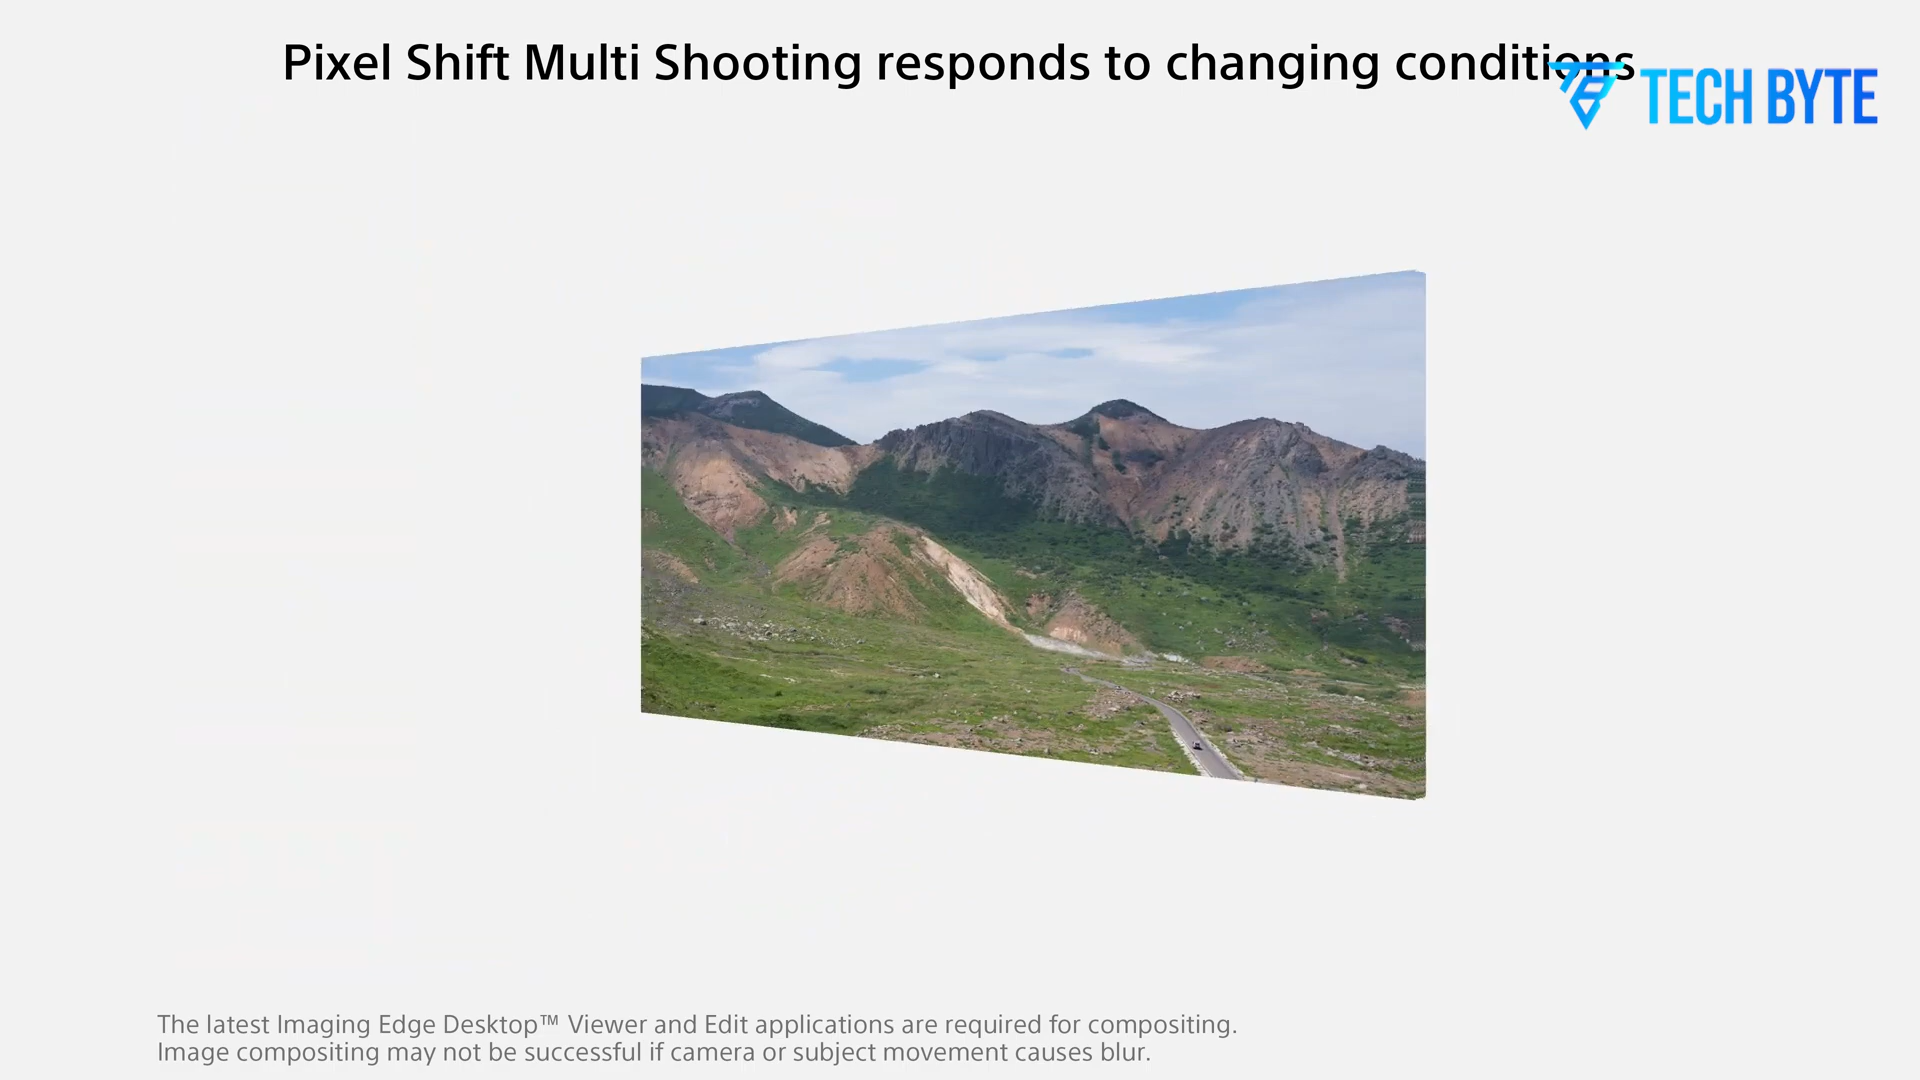 Pixel Shift Multi Shooting responds to changing conditions
TECH BYTE
The latest Imaging Edge Desktop™ Viewer and Edit applications are required for compositing.
Image compositing may not be successful if camera or subject movement causes blur.